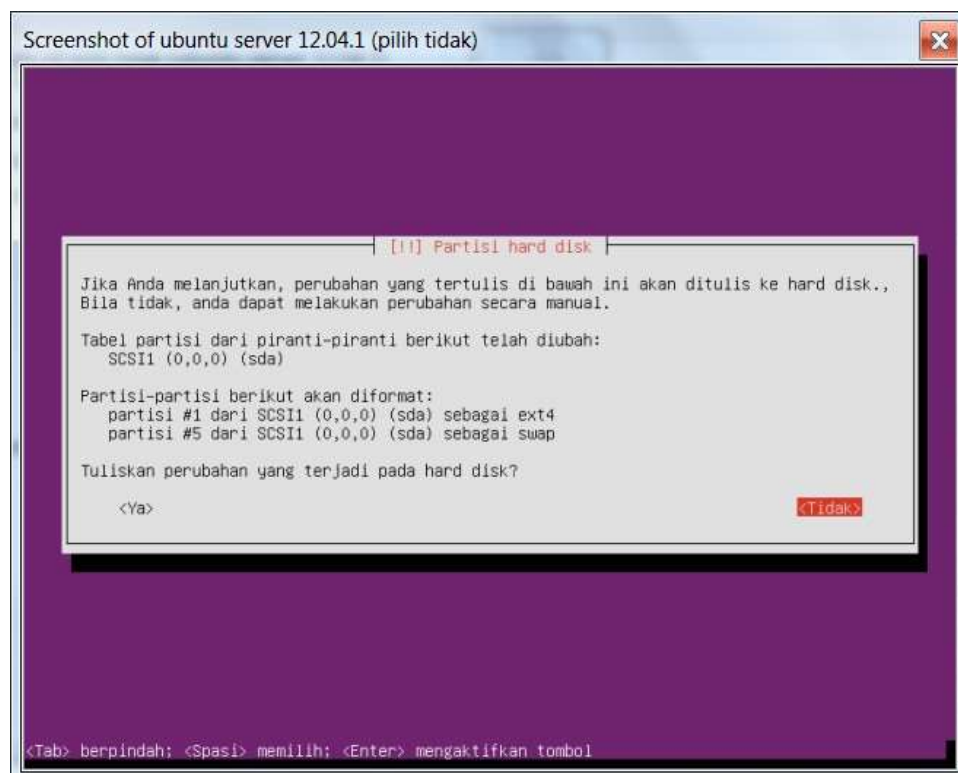 Screenshot of ubuntu server 12.04.1 (pilih tidak)
[!!] Partisi hard disk
Jika Anda melanjutkan, perubahan yang tertulis di bawah ini akan ditulis ke hard disk.,
Bila tidak, anda dapat melakukan perubahan secara manual.
Tabel partisi dari piranti-piranti berikut telah diubah:
SCSI1 (0,0,0) (sda)
Partisi-partisi berikut akan diformat:
partisi #1 dari SCSI1 (0,0,0) (sda) sebagai ext4
partisi #5 dari SCSI1 (0,0,0) (sda) sebagai swap
Tuliskan perubahan yang terjadi pada hard disk?
<Ya> <Tidak>
<Tab> berpindah; <Spasi> memilih; <Enter> mengaktifkan tombol